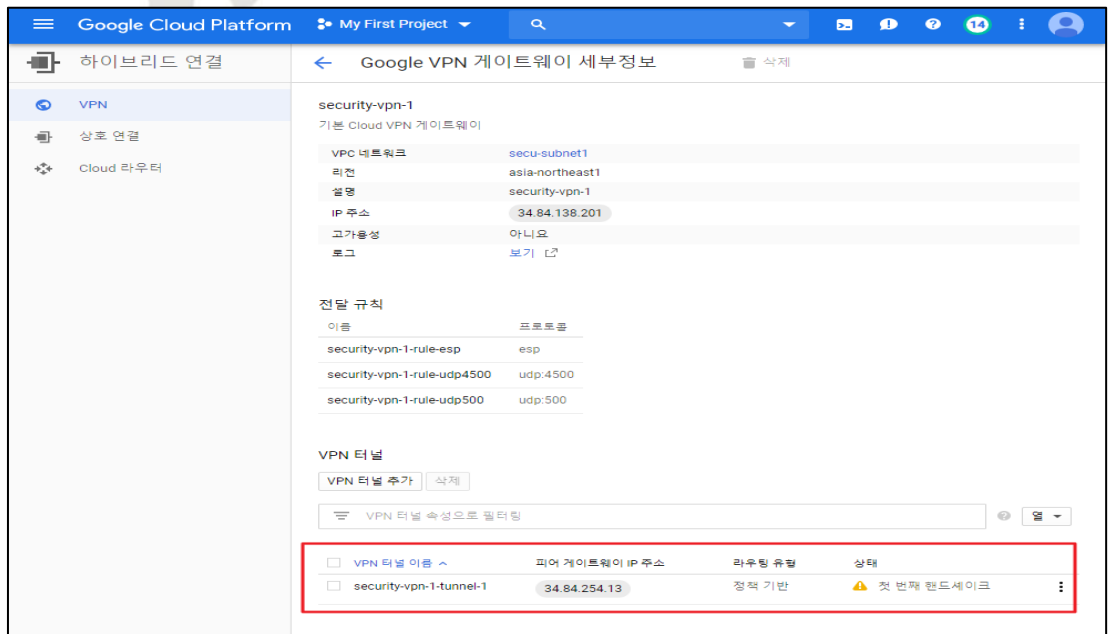 Google Cloud Platform My First Project 14
하이브리드 연결 Google VPN 게이트웨이 세부정보 삭제
VPN
상호 연결
Cloud 라우터
security-vpn-1
기본 Cloud VPN 게이트웨이
VPC 네트워크 secu-subnet1
리전 asia-northeast1
설명 security-vpn-1
IP 주소 34.84.138.201
고가용성 아니요
로그 보기
전달 규칙
이름 프로토콜
security-vpn-1-rule-esp esp
security-vpn-1-rule-udp4500 udp:4500
security-vpn-1-rule-udp500 udp:500
VPN 터널
VPN 터널 추가 삭제
VPN 터널 속성으로 필터링 열
VPN 터널 이름 피어 게이트웨이 IP 주소 라우팅 유형 상태
security-vpn-1-tunnel-1 34.84.254.13 정책 기반 첫 번째 핸드셰이크